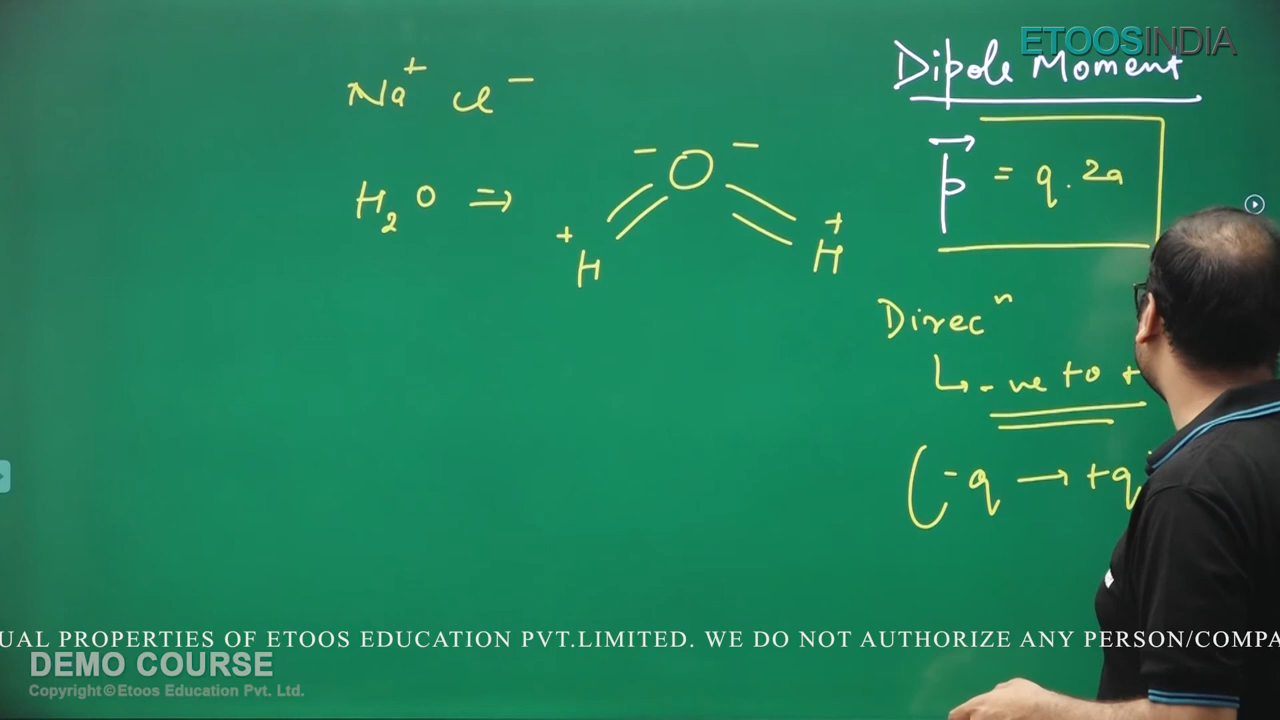 ETOOSINDIA
Dipole Moment
Na+ Cl−
− O −
p⃗ = q. 2a
H2O ⇒
+ H
+ H
Direcⁿ
↳ -ve to +
(-q → +q
UAL PROPERTIES OF ETOOS EDUCATION PVT.LIMITED. WE DO NOT AUTHORIZE ANY PERSON/COMPA
DEMO COURSE
Copyright © Etoos Education Pvt. Ltd.